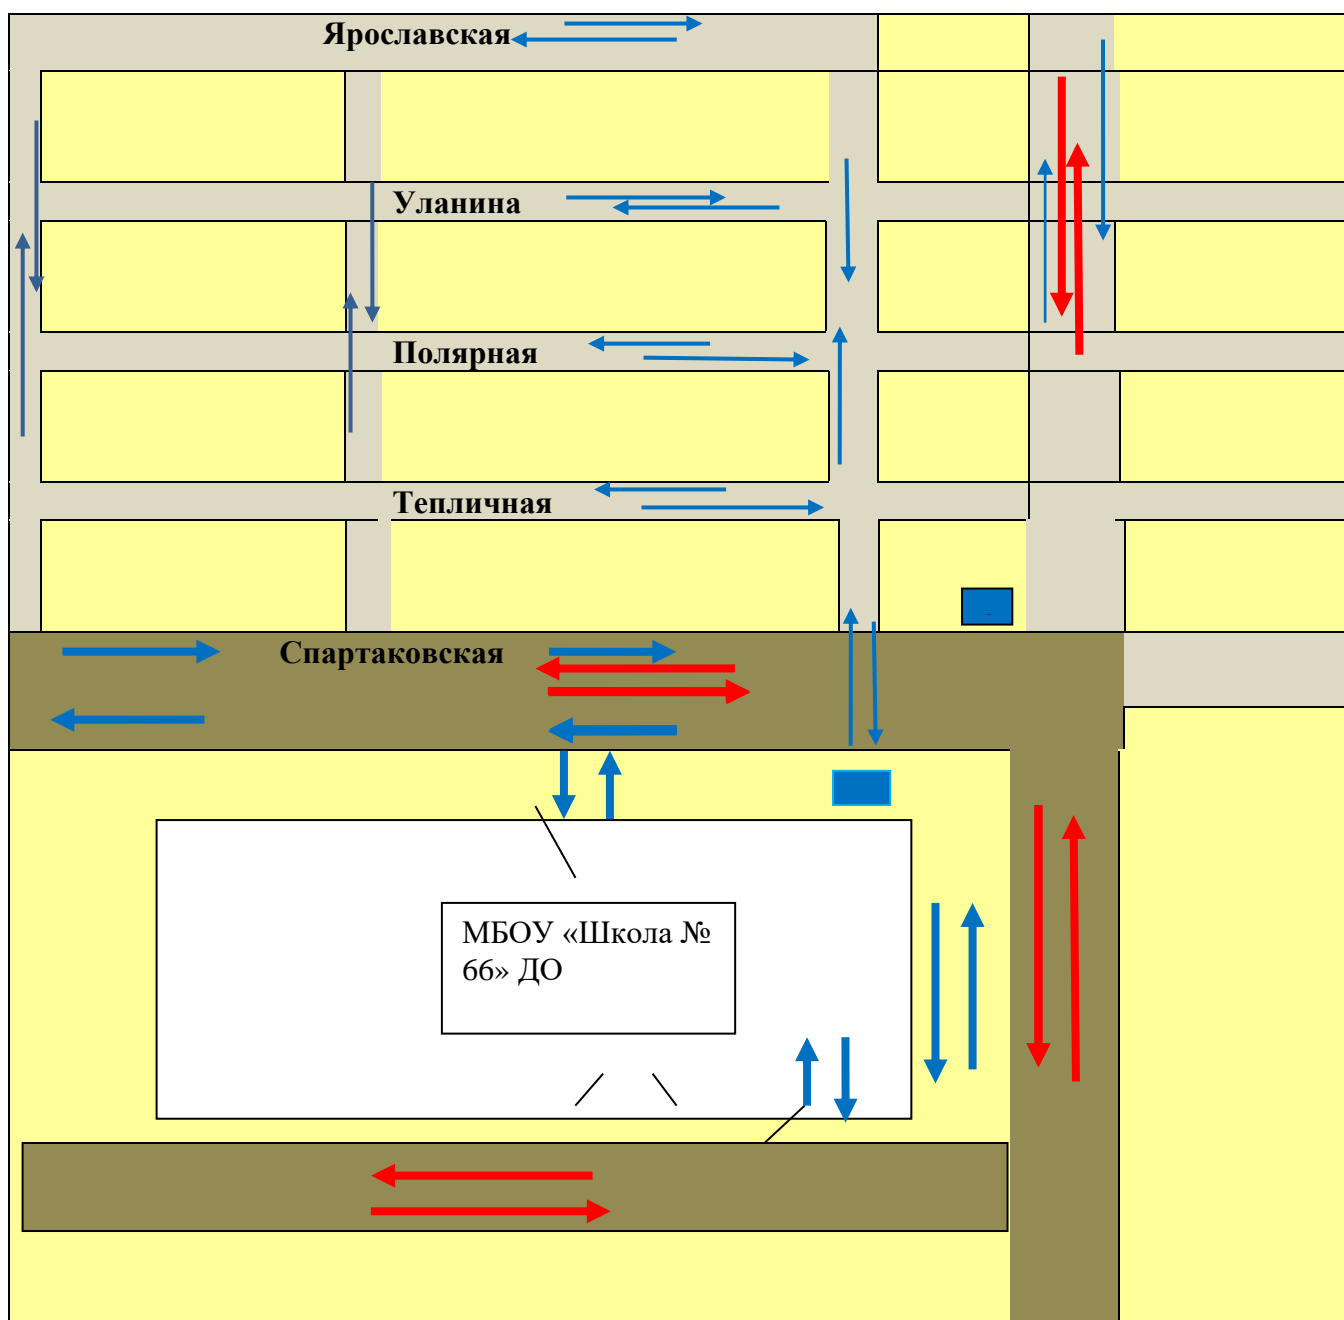 Ярославская
Уланина
Полярная
Тепличная
Спартаковская
МБОУ «Школа №
66» ДО